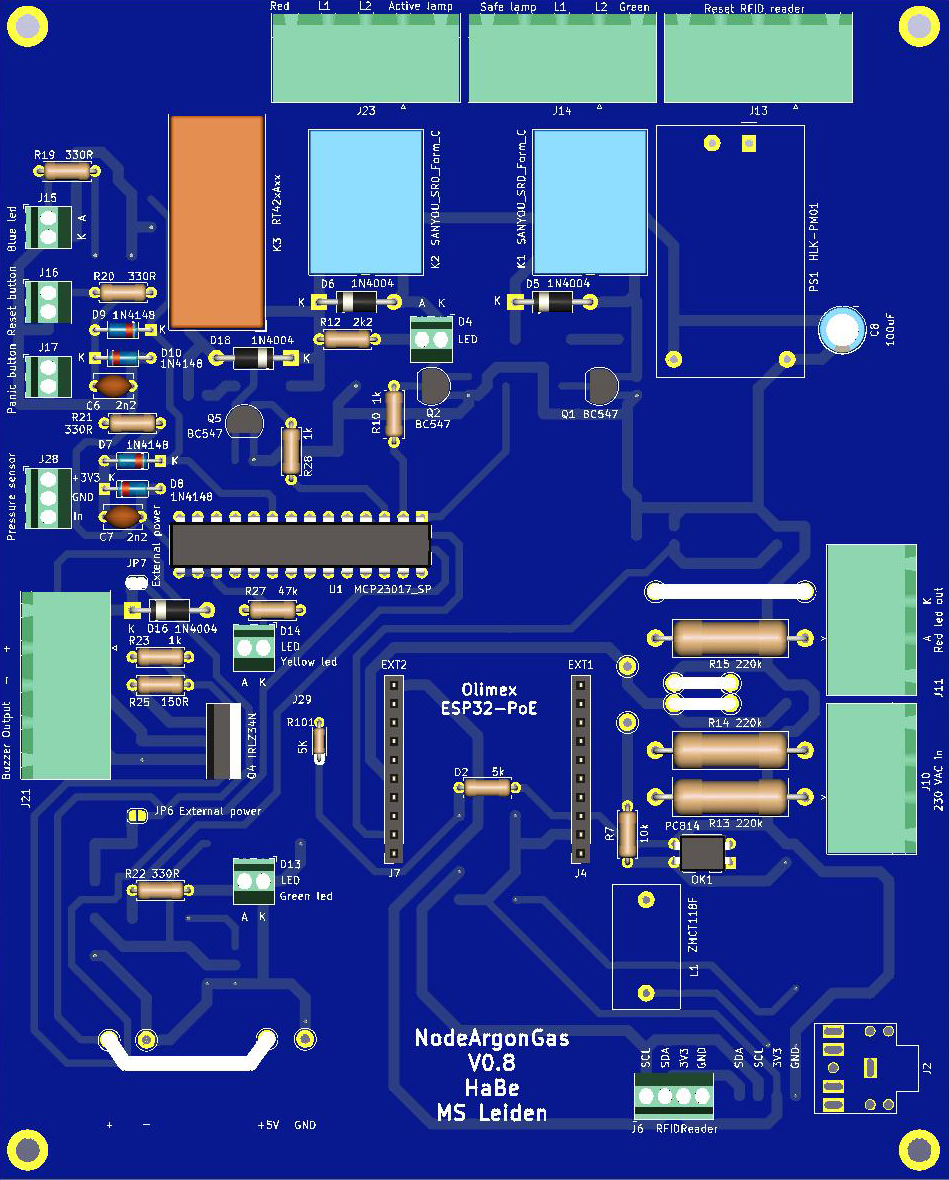 Red L1 L2 Active lamp
Safe lamp L1 L2 Green
Reset RFID reader
J23
J14
J13
R19 330R
J15
Blue led
A
K
K3 RT42xAxx
K2 SANYOU_SRD_Form_C
K1 SANYOU_SRD_Form_C
PS1 HLK-PM01
J16
Reset button
R20 330R
D9 1N4148
K
D6 1N4004
K
A K
D4
LED
D5 1N4004
K
C8
100uF
R12 2k2
D18 1N4004
K
J17
Panic button
K
D10
1N4148
C6 2n2
R21
330R
Q5
BC547
R28
1k
R10 1k
Q2
BC547
Q1 BC547
D7 1N4148
K
J28
Pressure sensor
+3V3
GND
In
K
D8
1N4148
C7 2n2
External power
JP7
U1 MCP23017_SP
R27 47k
K
D16 1N4004
D14
LED
Yellow led
A K
R23 1k
R25 150R
Buzzer Output - +
J21
Q4 IRLZ34N
J29
R101
5K
EXT2
EXT1
Olimex
ESP32-PoE
D2 5k
J7
J4
R15 220k
R14 220k
R13 220k
A K
Red led out
J11
J10
230 VAC In
R7
10k
PC814
OK1
JP6 External power
D13
LED
Green led
A K
R22 330R
L1 ZMCT118F
NodeArgonGas
V0.8
HaBe
MS Leiden
SCL
SDA
3V3
GND
SDA
SCL
3V3
GND
J2
J6 RFIDReader
+ -
+5V GND